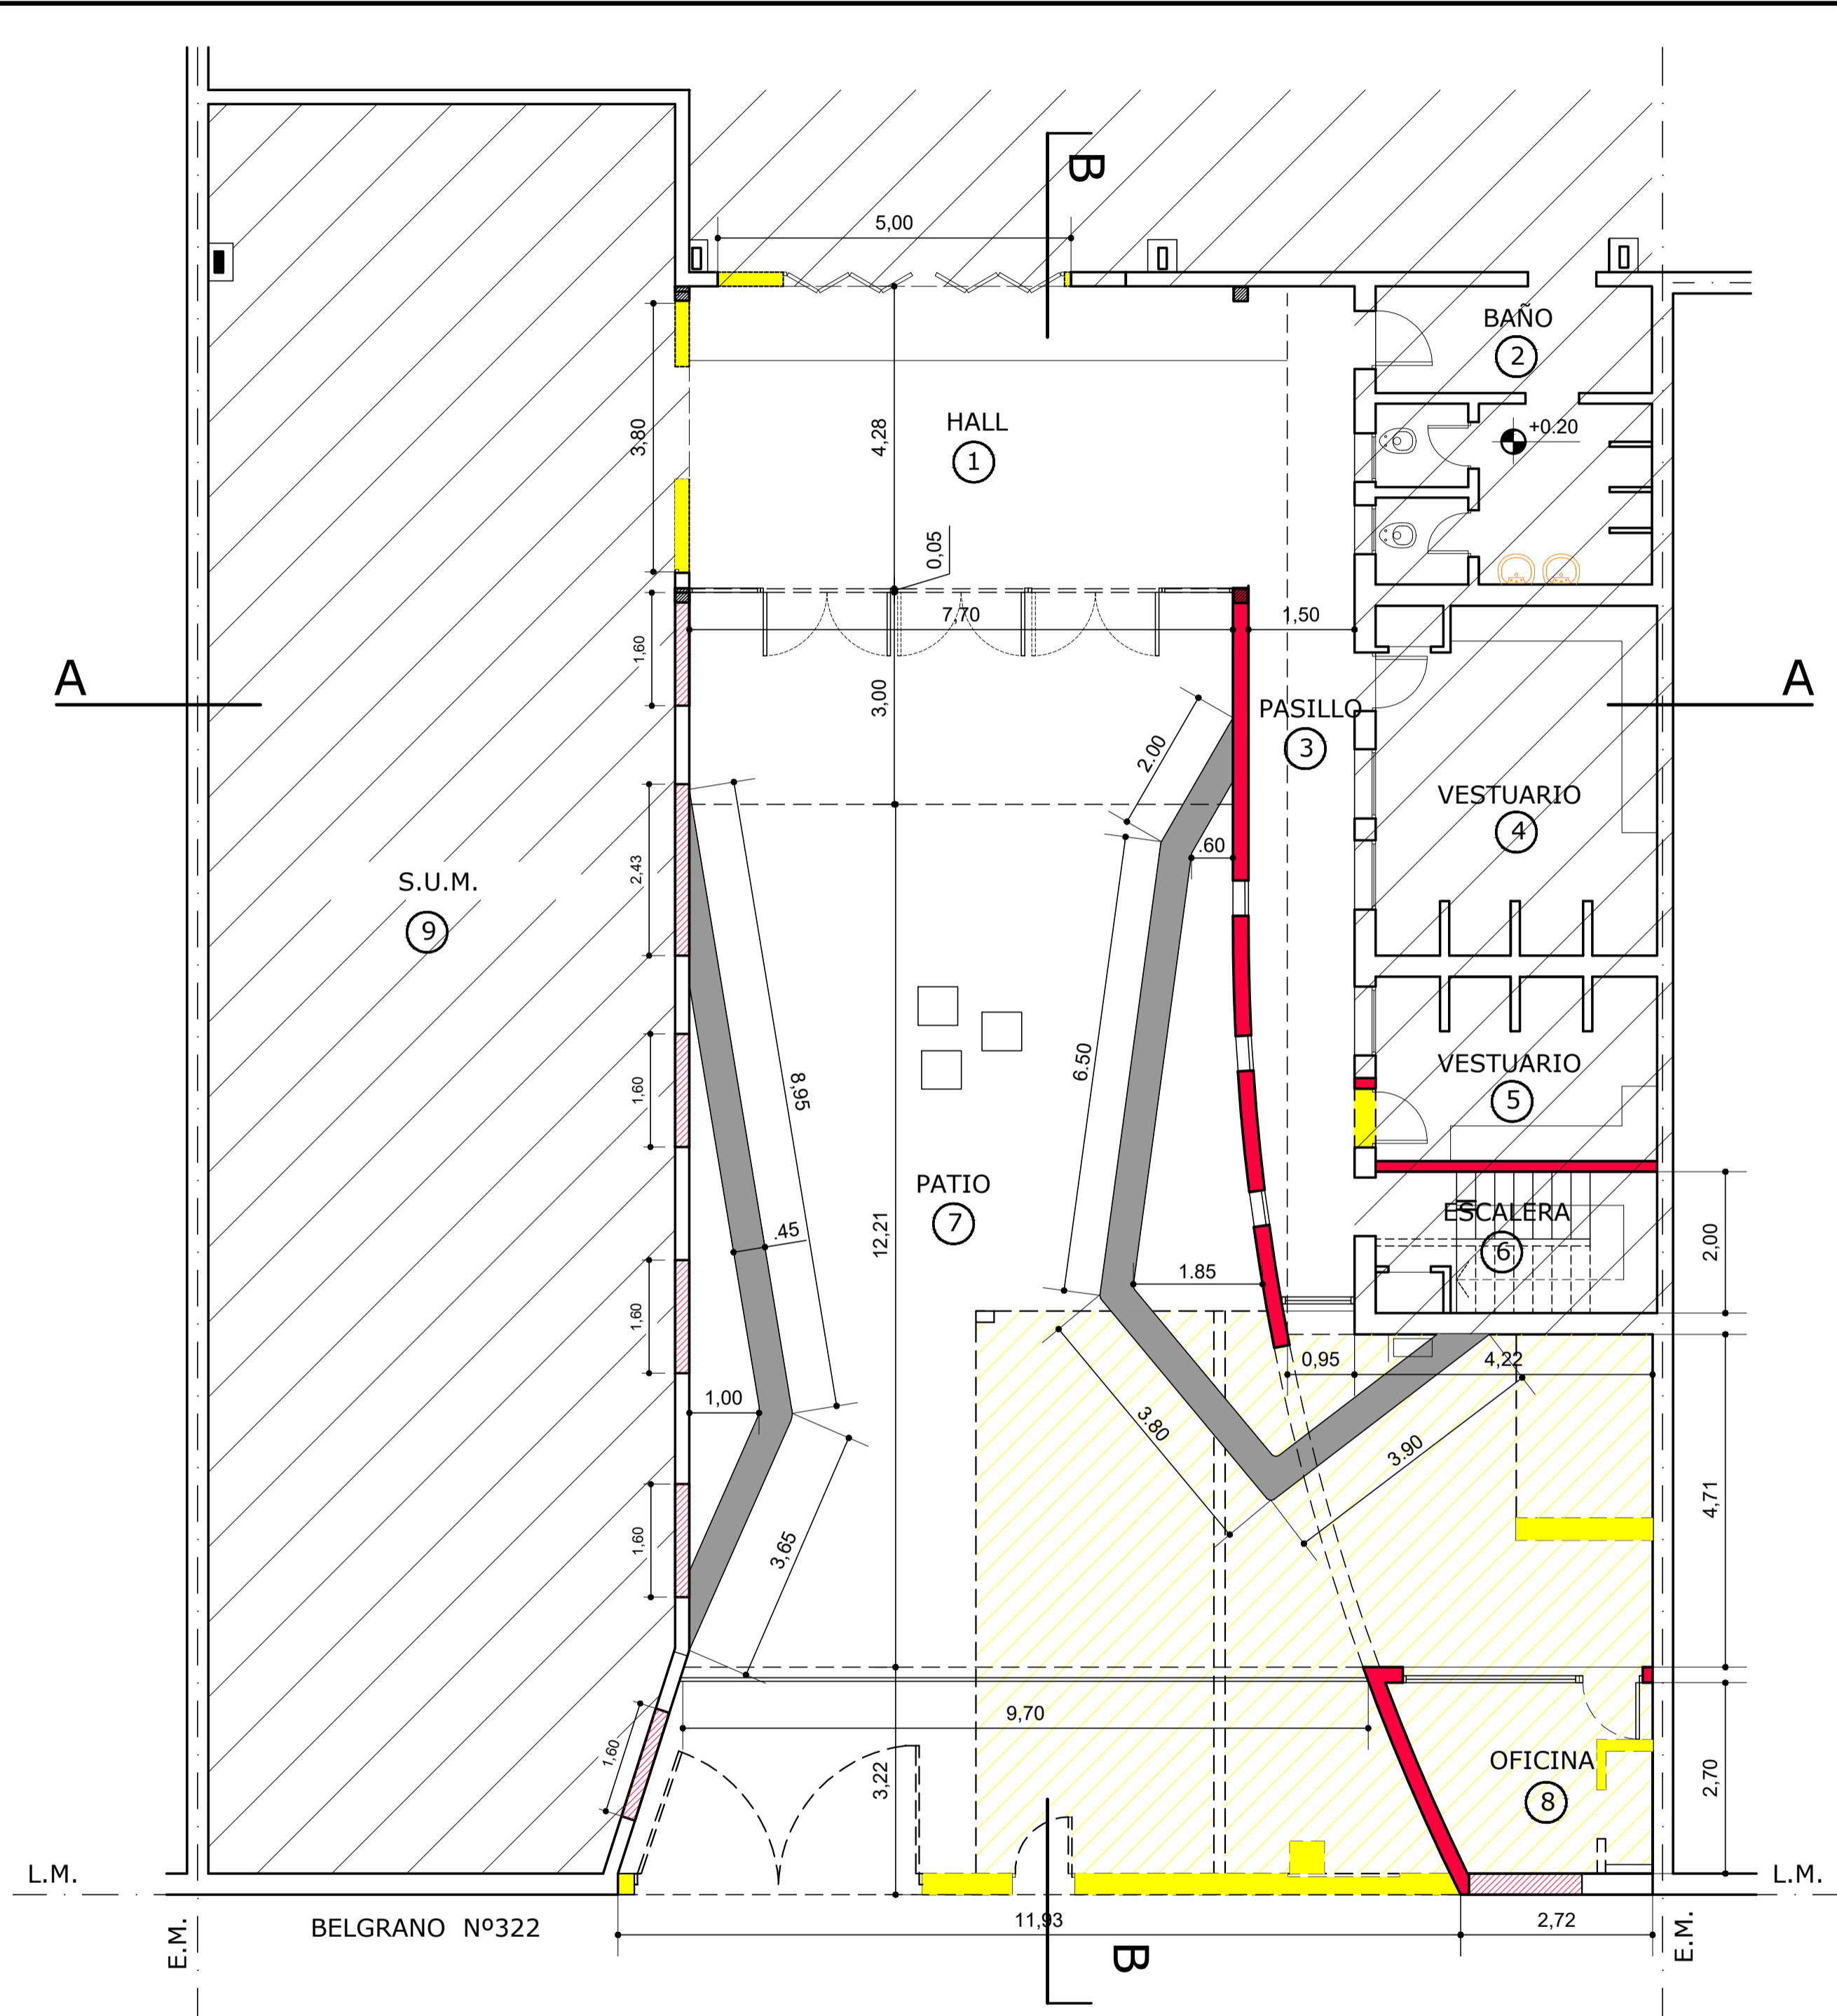 B
5,00
BAÑO
2
+0.20
3,80
4,28
HALL
1
0,05
7,70
1,50
1,60
A
A
3,00
PASILLO
3
2.00
.60
VESTUARIO
4
S.U.M.
9
2,43
8,95
6.50
VESTUARIO
5
1,60
PATIO
7
12,21
.45
1.85
ESCALERA
6
2,00
1,60
0,95
4,22
1,00
3.80
3.90
4,71
1,60
3,65
9,70
1,60
3,22
OFICINA
8
2,70
L.M.
L.M.
BELGRANO Nº322
11,93
2,72
E.M.
E.M.
B